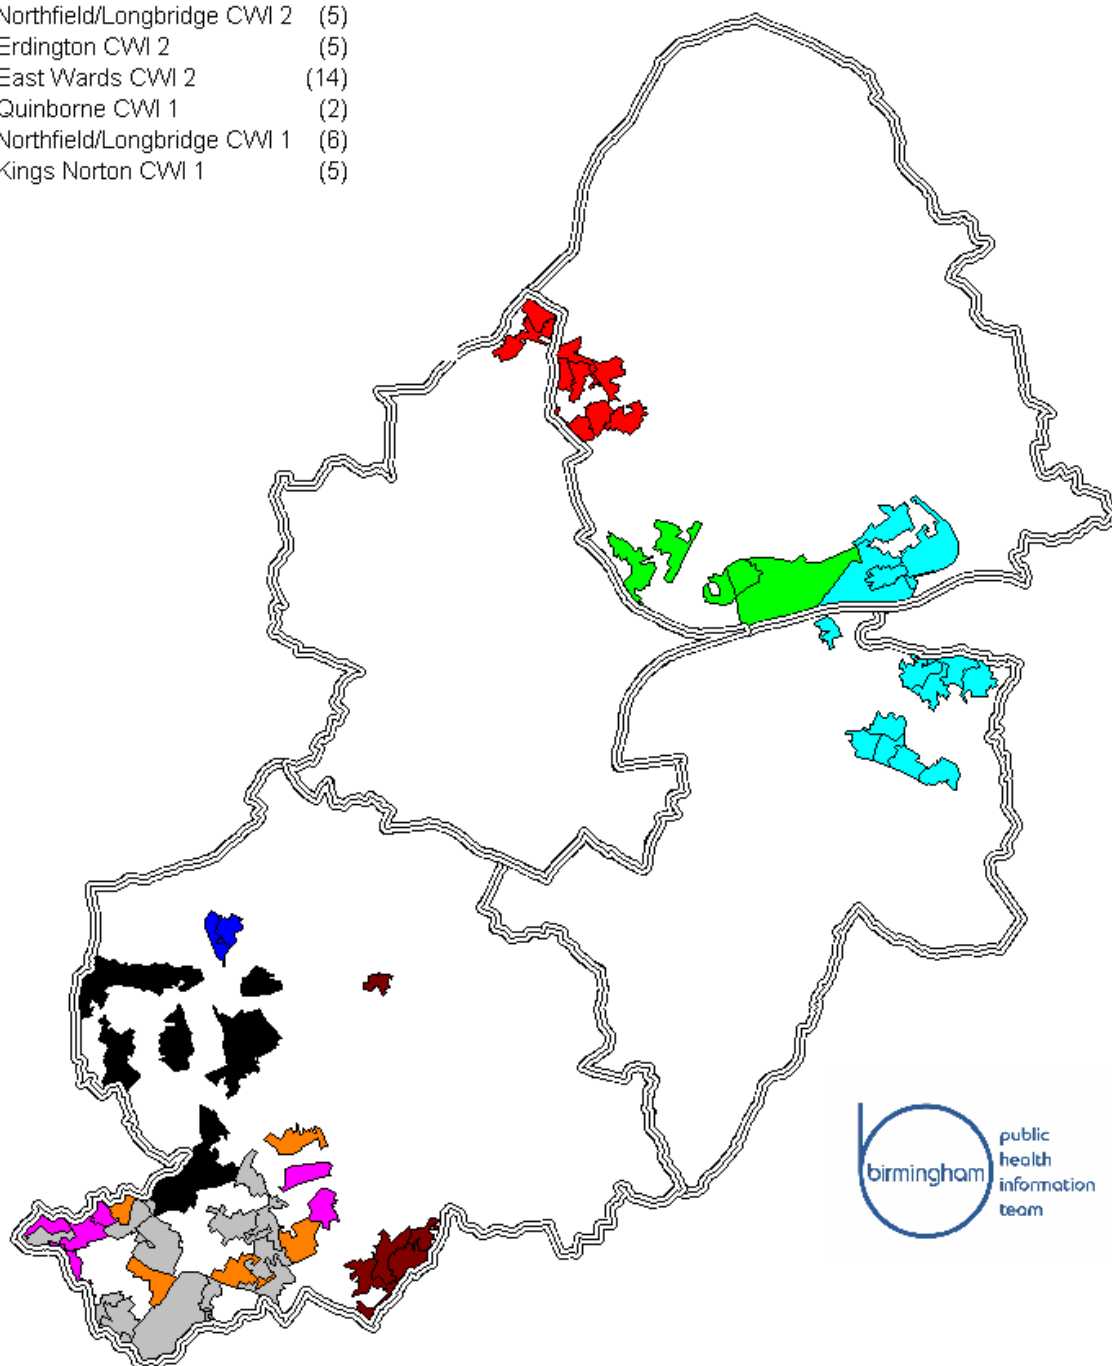 Northfield/Longbridge CWI 2 (5)
Erdington CWI 2 (5)
East Wards CWI 2 (14)
Quinborne CWI 1 (2)
Northfield/Longbridge CWI 1 (6)
Kings Norton CWI 1 (5)
birmingham
public
health
information
team